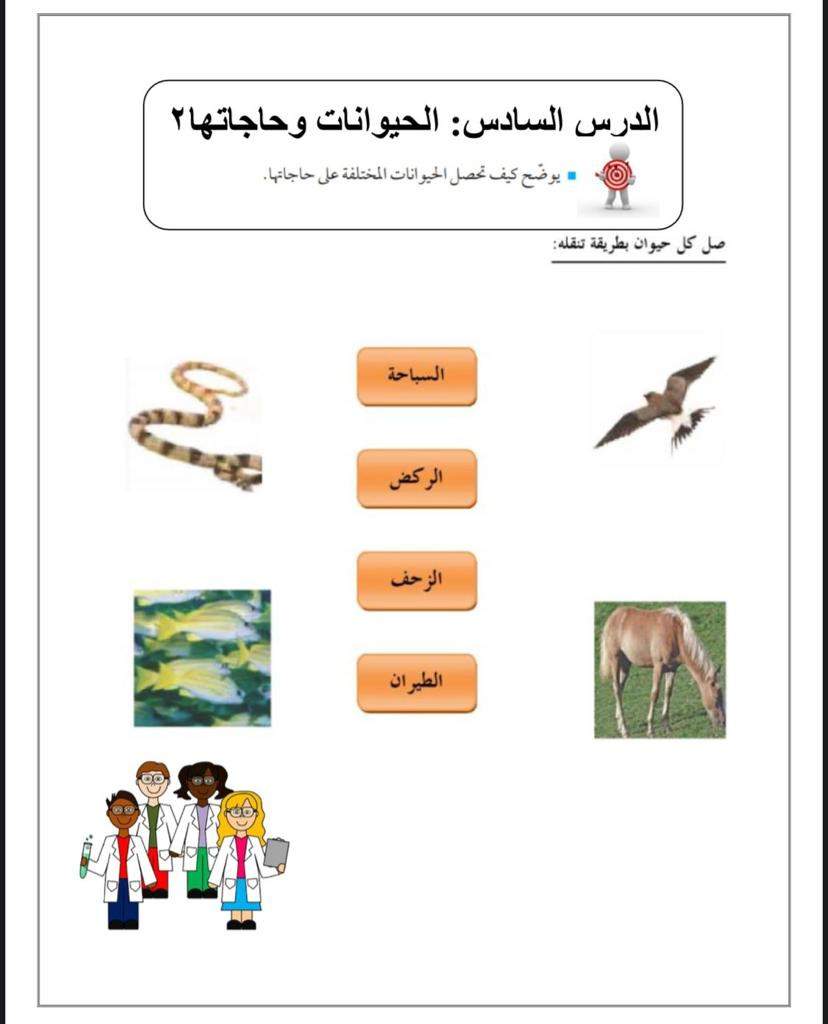 الدرس السادس: الحيوانات وحاجاتها٢
يوضّح كيف تحصل الحيوانات المختلفة على حاجاتها.
صل كل حيوان بطريقة تنقله:
السباحة
الركض
الزحف
الطيران